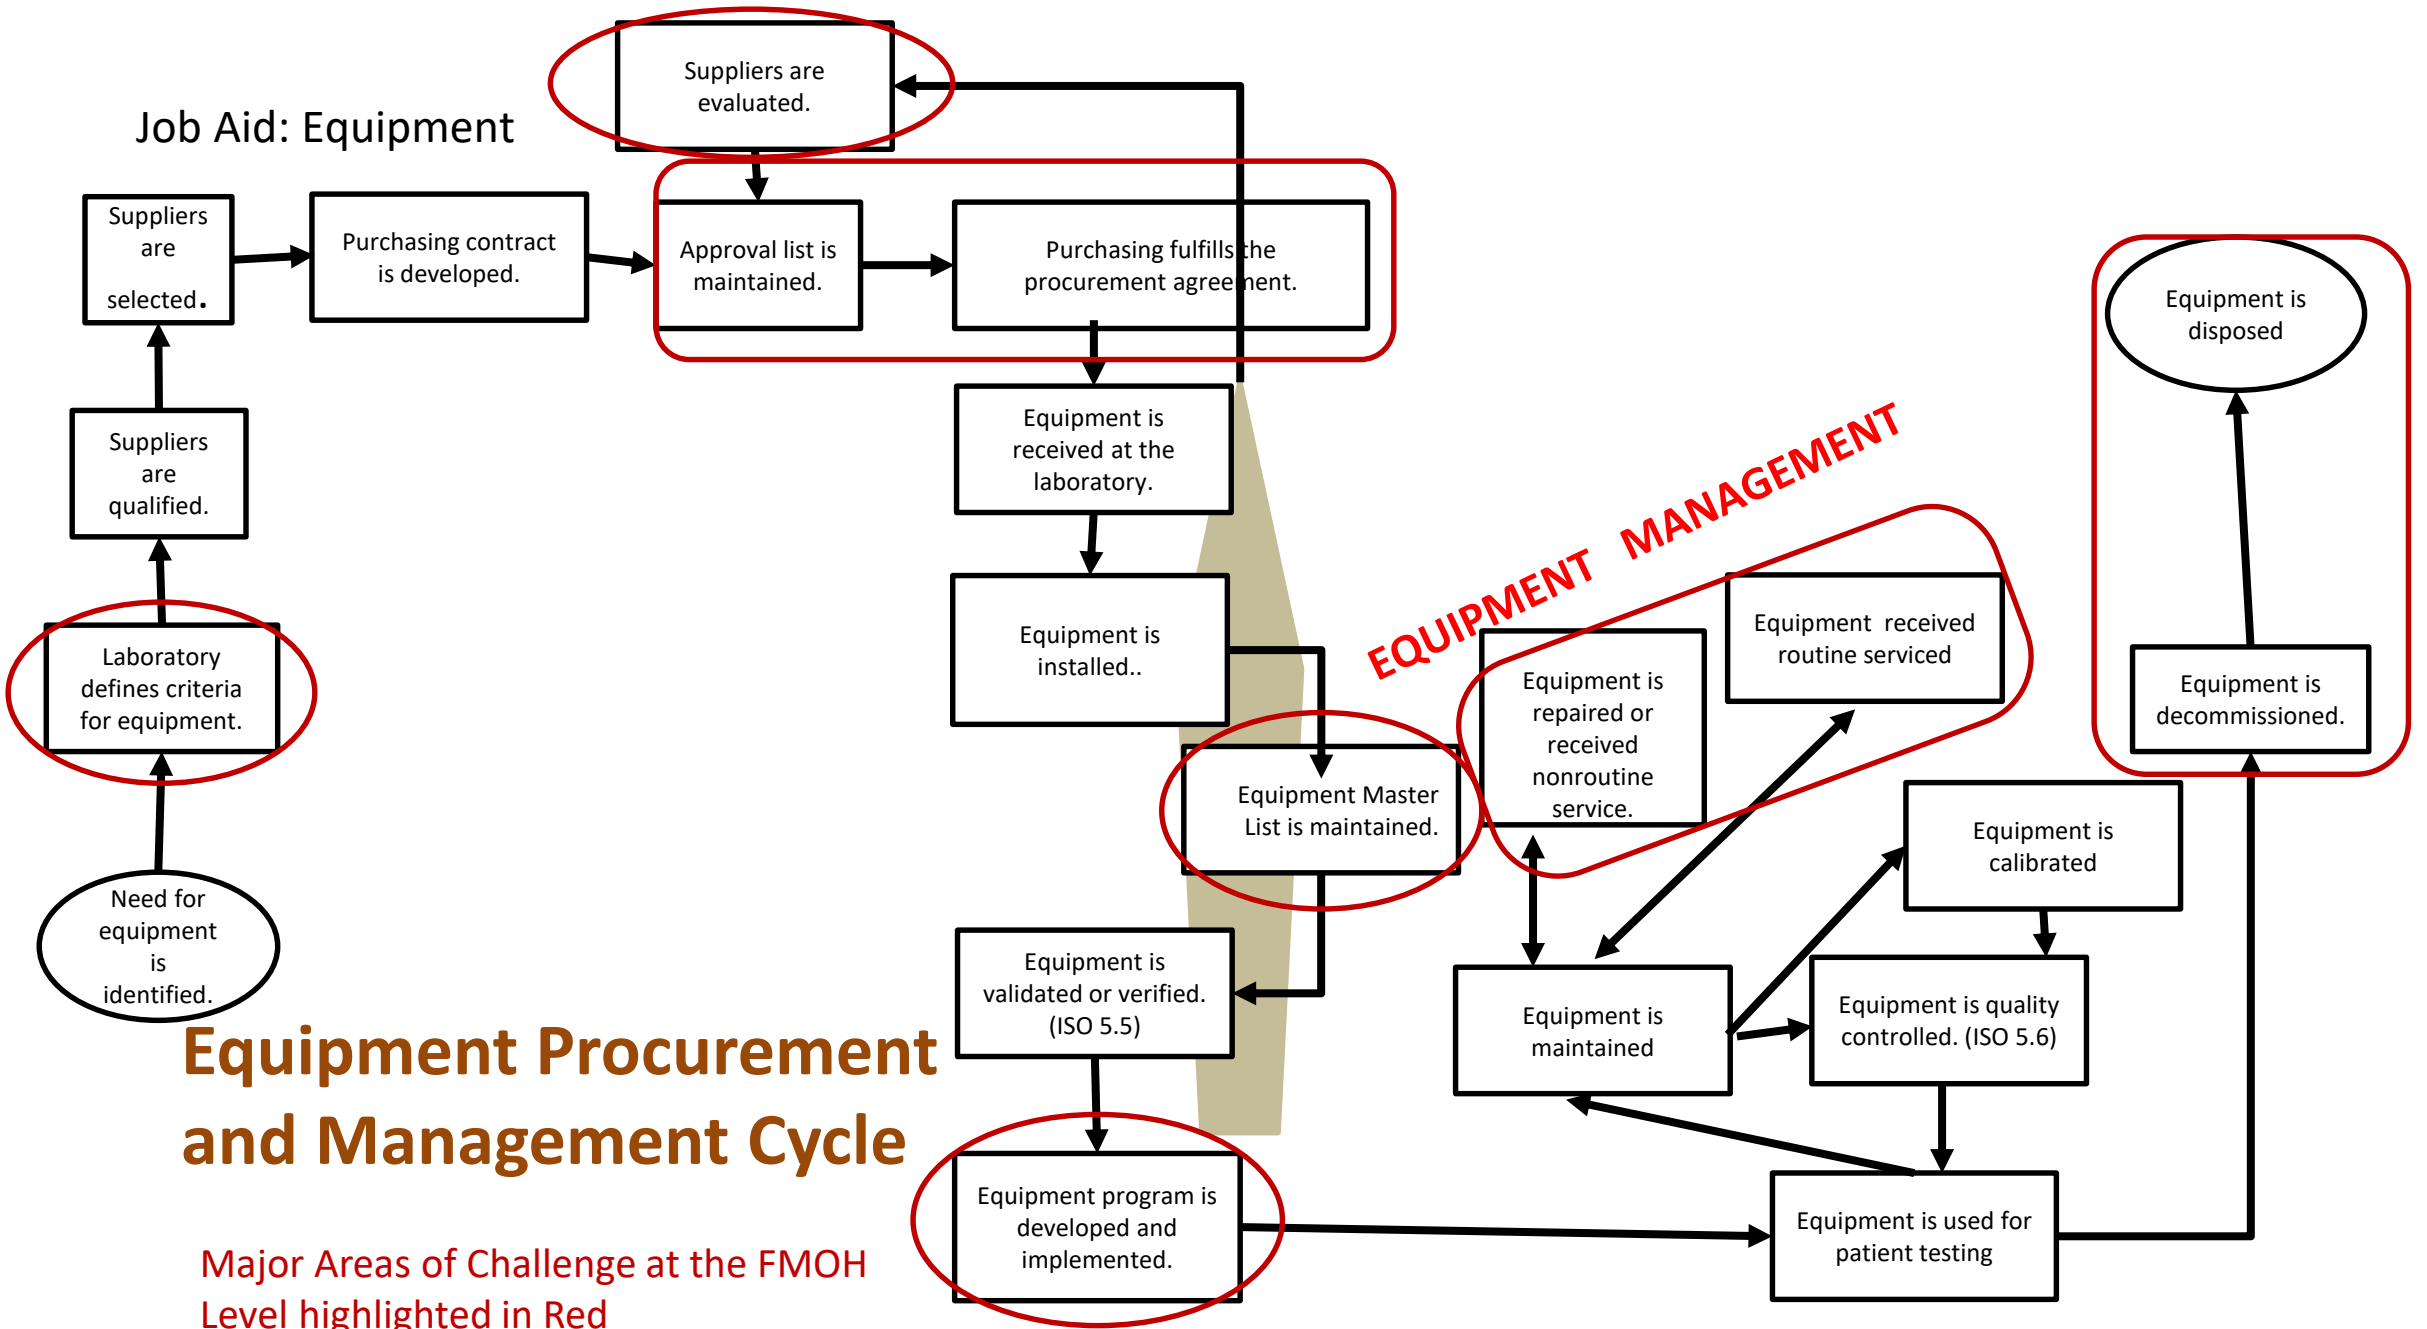 Job Aid: Equipment
Suppliers are
evaluated.
Suppliers
are
selected.
Purchasing contract
is developed.
Approval list is
maintained.
Purchasing fulfills the
procurement agreement.
Suppliers
are
qualified.
Laboratory
defines criteria
for equipment.
Need for
equipment
is
identified.
Equipment is
received at the
laboratory.
Equipment is
installed..
Equipment Master
List is maintained.
Equipment is
validated or verified.
(ISO 5.5)
Equipment program is
developed and
implemented.
EQUIPMENT MANAGEMENT
Equipment is
repaired or
received
nonroutine
service.
Equipment received
routine serviced
Equipment is
calibrated
Equipment is
maintained
Equipment is quality
controlled. (ISO 5.6)
Equipment is used for
patient testing
Equipment is
disposed
Equipment is
decommissioned.
Equipment Procurement
and Management Cycle
Major Areas of Challenge at the FMOH
Level highlighted in Red